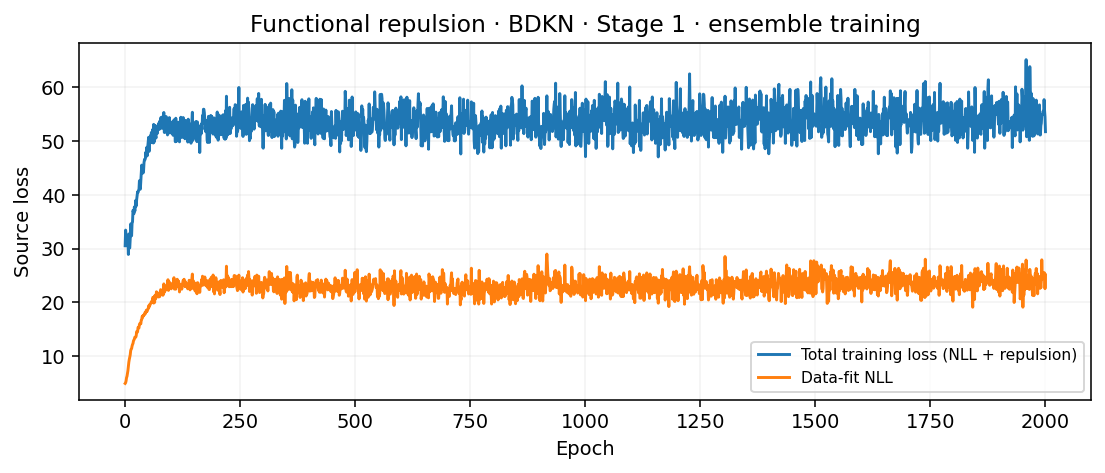 Functional repulsion · BDKN · Stage 1 · ensemble training
Source loss
60
50
40
30
20
10
Total training loss (NLL + repulsion)
Data-fit NLL
0 250 500 750 1000 1250 1500 1750 2000
Epoch